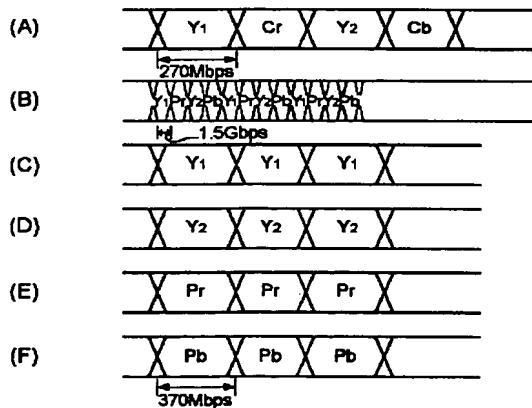 (A) Y1 Cr Y2 Cb
270Mbps
(B) Y1 Pr Y2 Pb Y1 Pr Y2 Pb Y1 Pr Y2 Pb
1.5Gbps
(C) Y1 Y1 Y1
(D) Y2 Y2 Y2
(E) Pr Pr Pr
(F) Pb Pb Pb
370Mbps